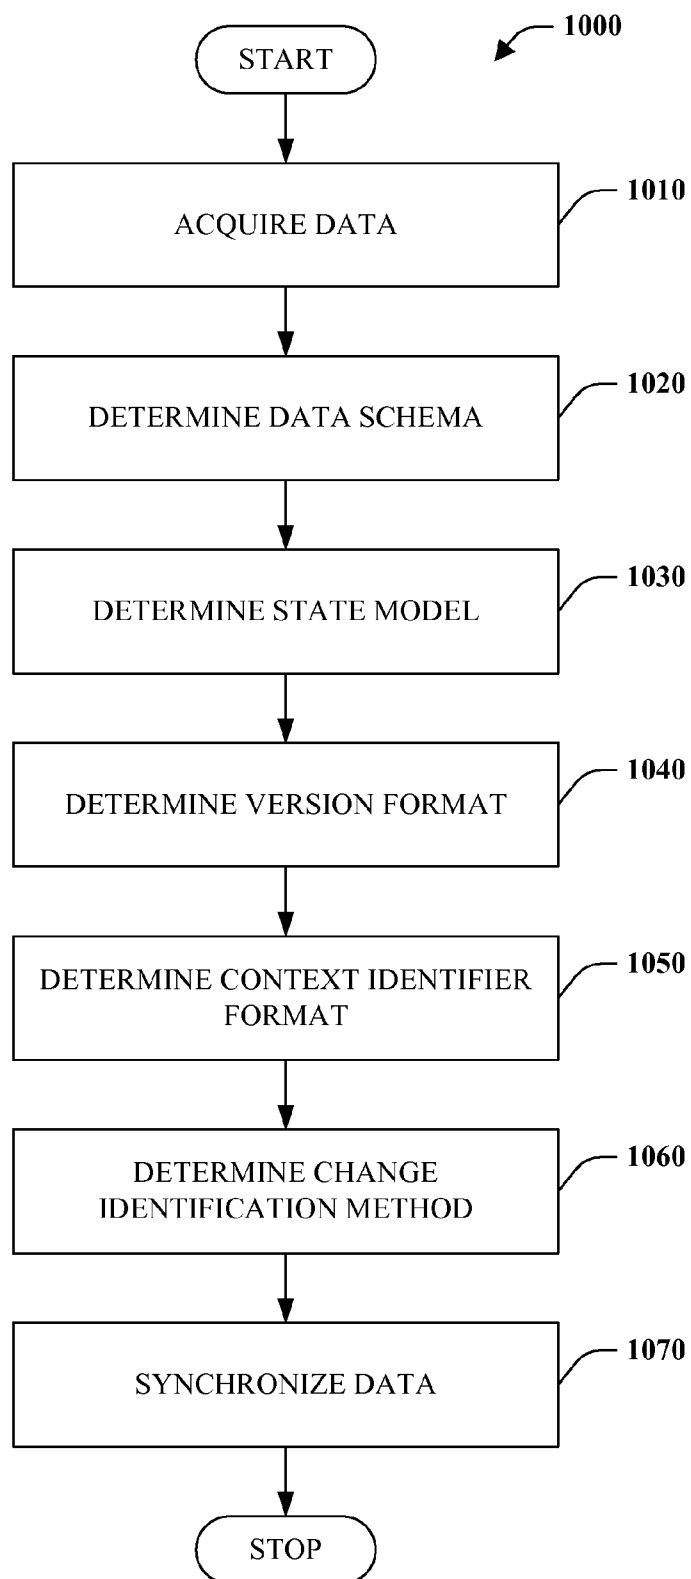 START
1000
ACQUIRE DATA
1010
DETERMINE DATA SCHEMA
1020
DETERMINE STATE MODEL
1030
DETERMINE VERSION FORMAT
1040
DETERMINE CONTEXT IDENTIFIER
FORMAT
1050
DETERMINE CHANGE
IDENTIFICATION METHOD
1060
SYNCHRONIZE DATA
1070
STOP